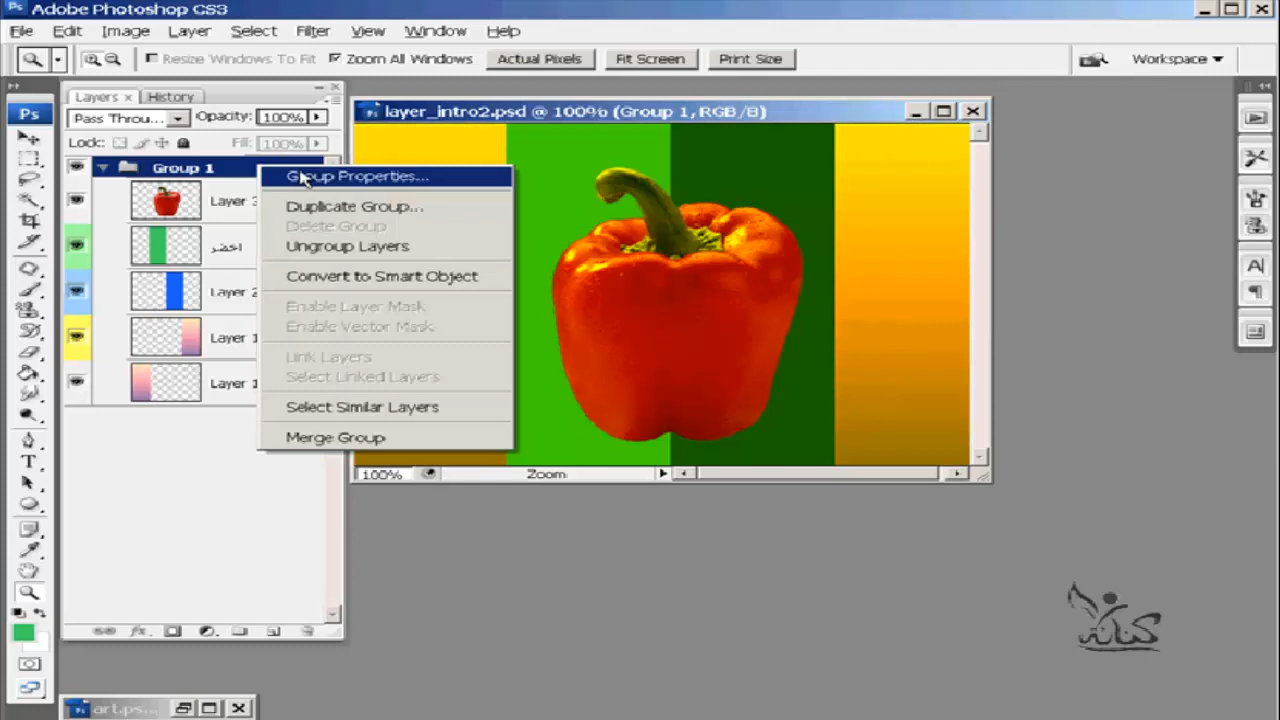 Adobe Photoshop CS3
File Edit Image Layer Select Filter View Window Help
Resize Windows To Fit Zoom All Windows Actual Pixels Fit Screen Print Size Workspace
Layers x History
Pass Throu... Opacity: 100%
Lock: Fill: 100%
Group 1
Layer 3
اخضر
Layer 2
Layer 1
Layer 1
Group Properties...
Duplicate Group...
Delete Group
Ungroup Layers
Convert to Smart Object
Enable Layer Mask
Enable Vector Mask
Link Layers
Select Linked Layers
Select Similar Layers
Merge Group
layer_intro2.psd @ 100% (Group 1, RGB/8)
100% Zoom
كنانة
art.ps...